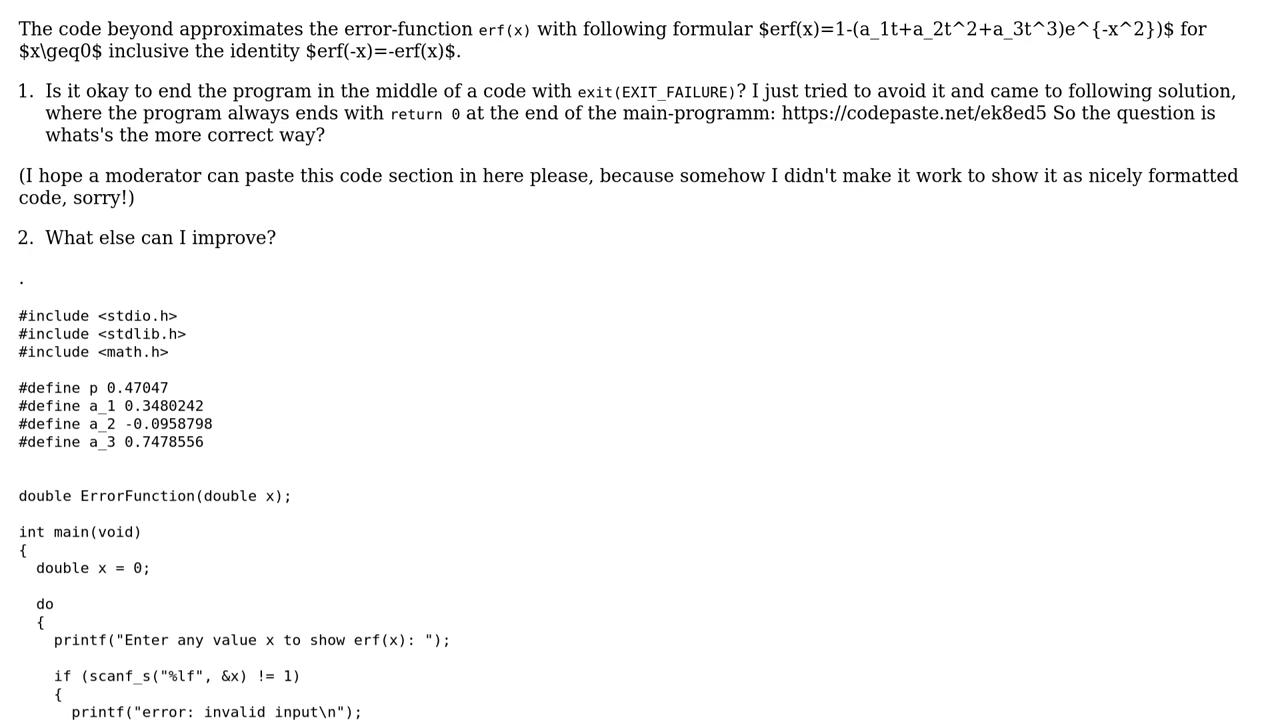 The code beyond approximates the error-function erf(x) with following formular $erf(x)=1-(a_1t+a_2t^2+a_3t^3)e^{-x^2})$ for
$x\geq0$ inclusive the identity $erf(-x)=-erf(x)$.
1. Is it okay to end the program in the middle of a code with exit(EXIT_FAILURE)? I just tried to avoid it and came to following solution,
where the program always ends with return 0 at the end of the main-programm: https://codepaste.net/ek8ed5 So the question is
whats's the more correct way?
(I hope a moderator can paste this code section in here please, because somehow I didn't make it work to show it as nicely formatted
code, sorry!)
2. What else can I improve?
.
#include <stdio.h>
#include <stdlib.h>
#include <math.h>
#define p 0.47047
#define a_1 0.3480242
#define a_2 -0.0958798
#define a_3 0.7478556
double ErrorFunction(double x);
int main(void)
{
  double x = 0;
  do
  {
    printf("Enter any value x to show erf(x): ");
    if (scanf_s("%lf", &x) != 1)
    {
      printf("error: invalid input\n");